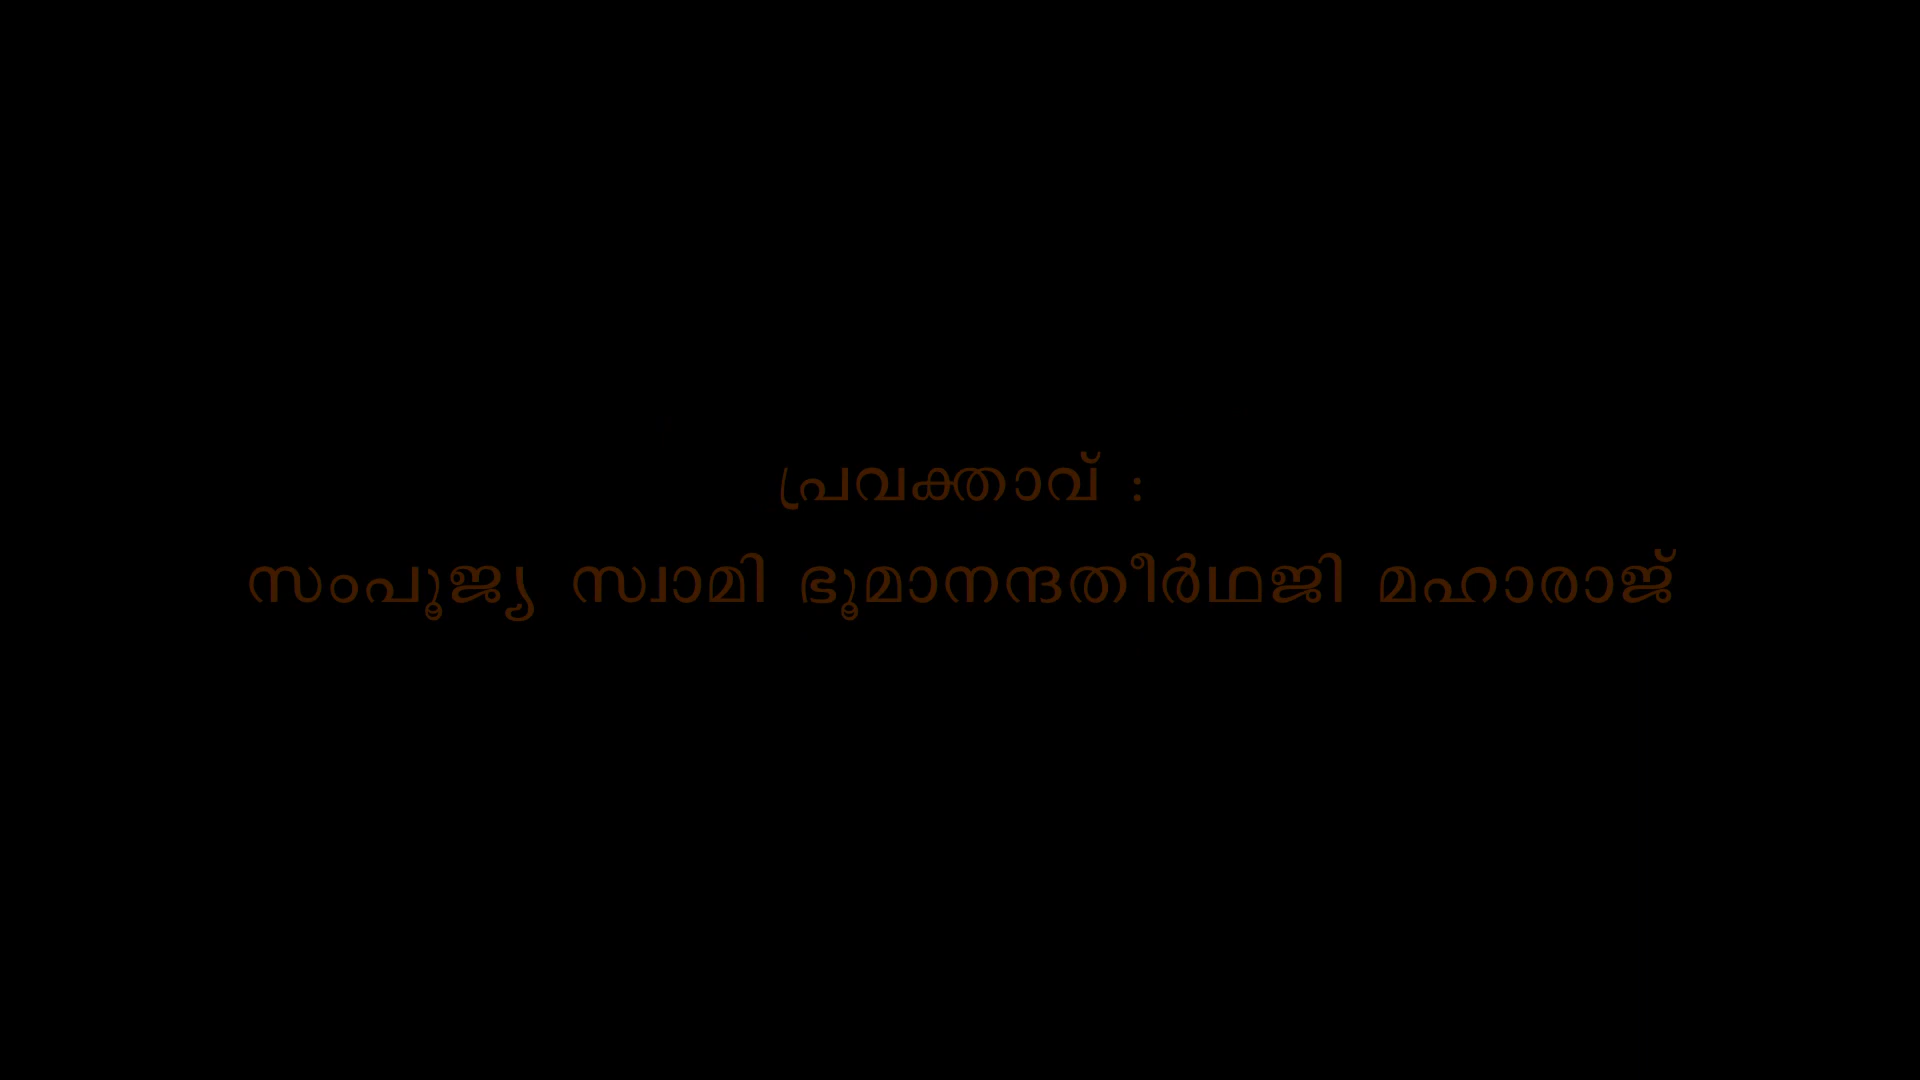 പ്രവക്താവ് :
സംപൂജ്യ സ്വാമി ഭൂമാനന്ദതീർഥജി മഹാരാജ്